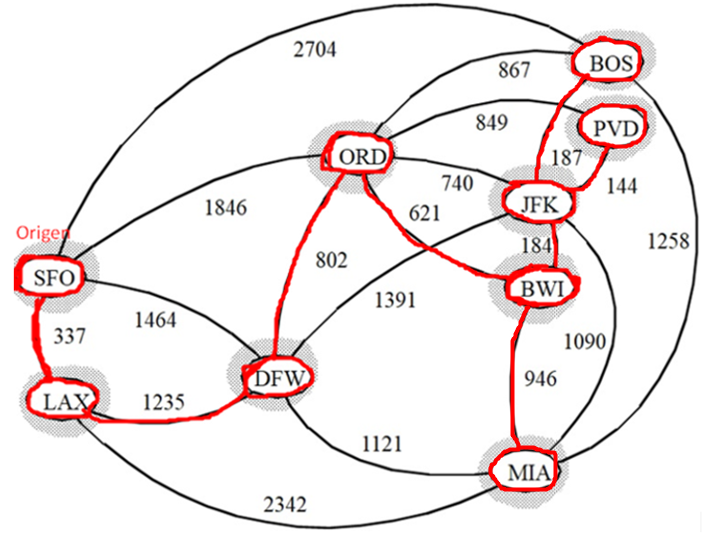 2704
BOS
867
849
PVD
ORD
187
740
144
1846
621
JFK
Origen
184
1258
SFO
802
BWI
1391
1464
337
1090
DFW
946
LAX
1235
1121
MIA
2342